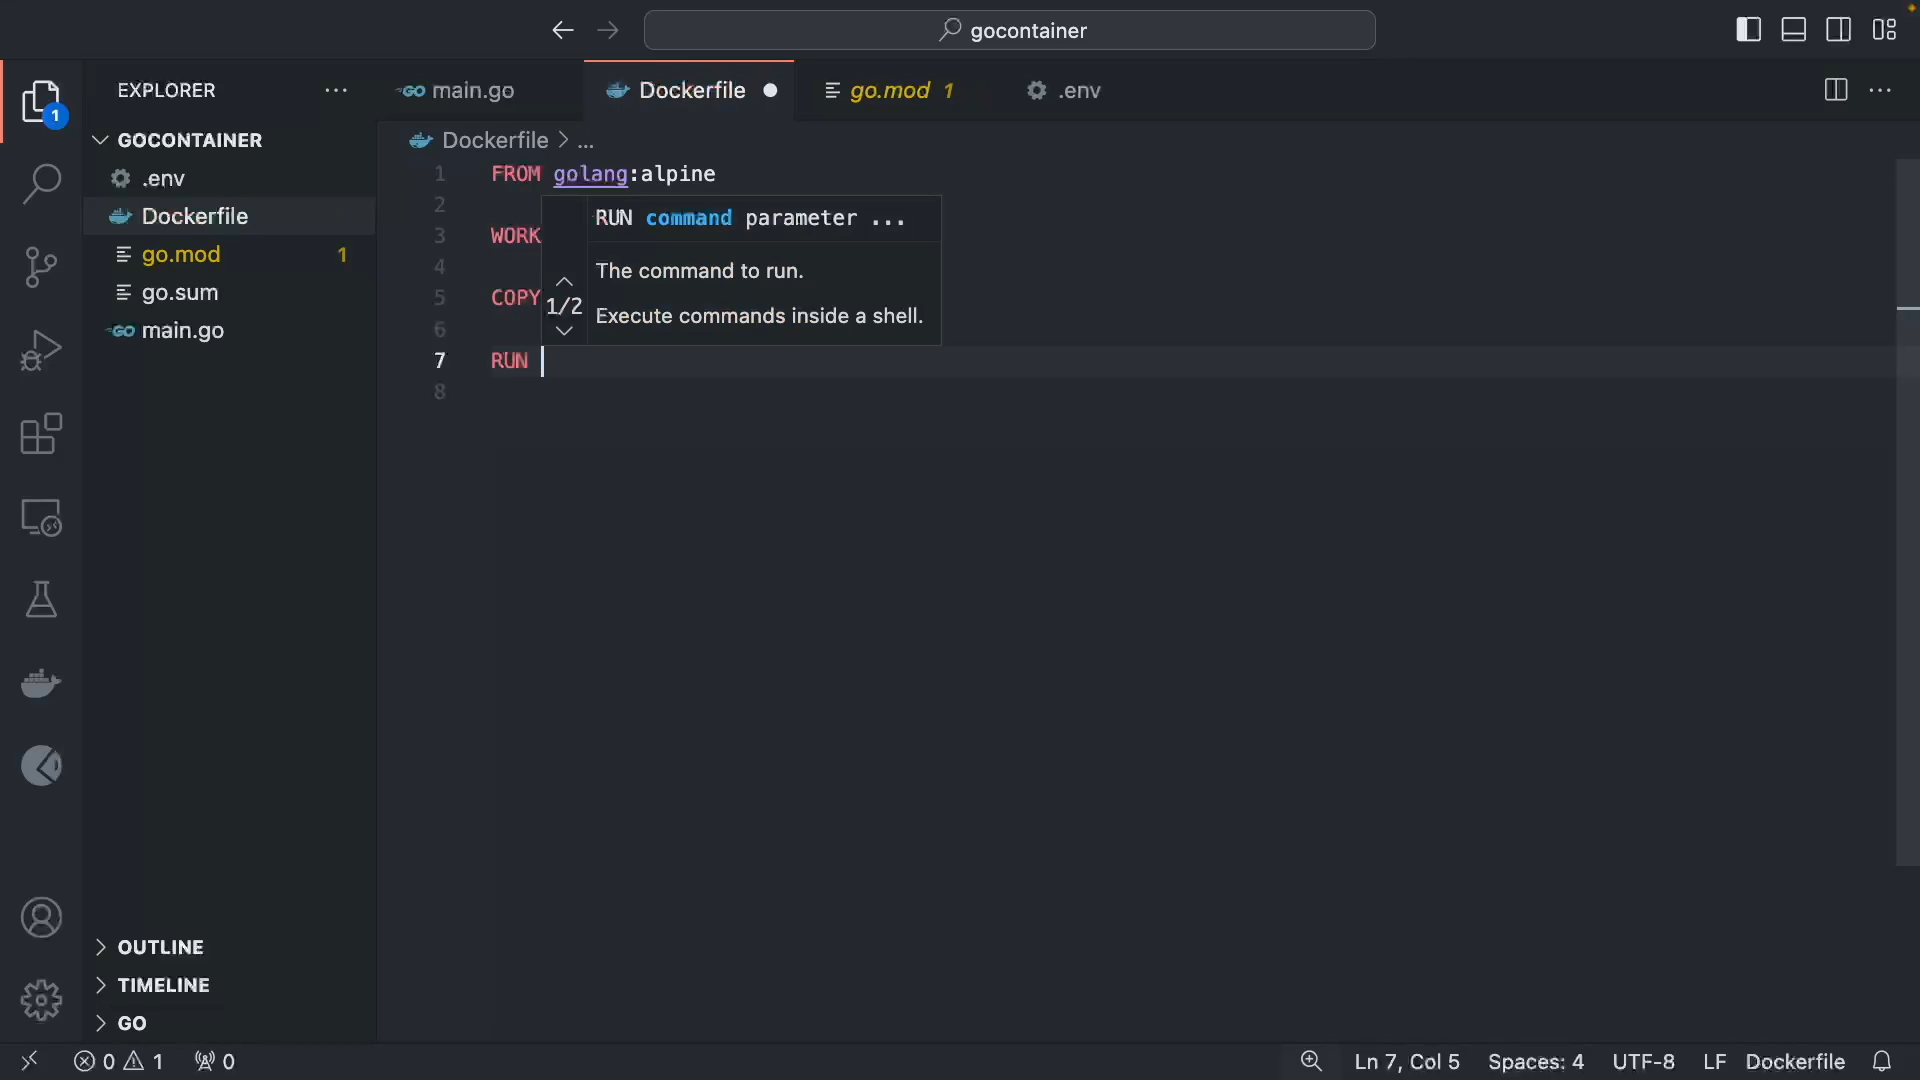 gocontainer
EXPLORER
main.go
Dockerfile
go.mod 1
.env
1
GOCONTAINER
.env
Dockerfile
go.mod 1
go.sum
main.go
Dockerfile > ...
1 FROM golang:alpine
2
3 WORK
4
5 COPY
6
7 RUN
8
RUN command parameter ...
1/2
The command to run.
Execute commands inside a shell.
OUTLINE
TIMELINE
GO
0 1 0
Ln 7, Col 5 Spaces: 4 UTF-8 LF Dockerfile